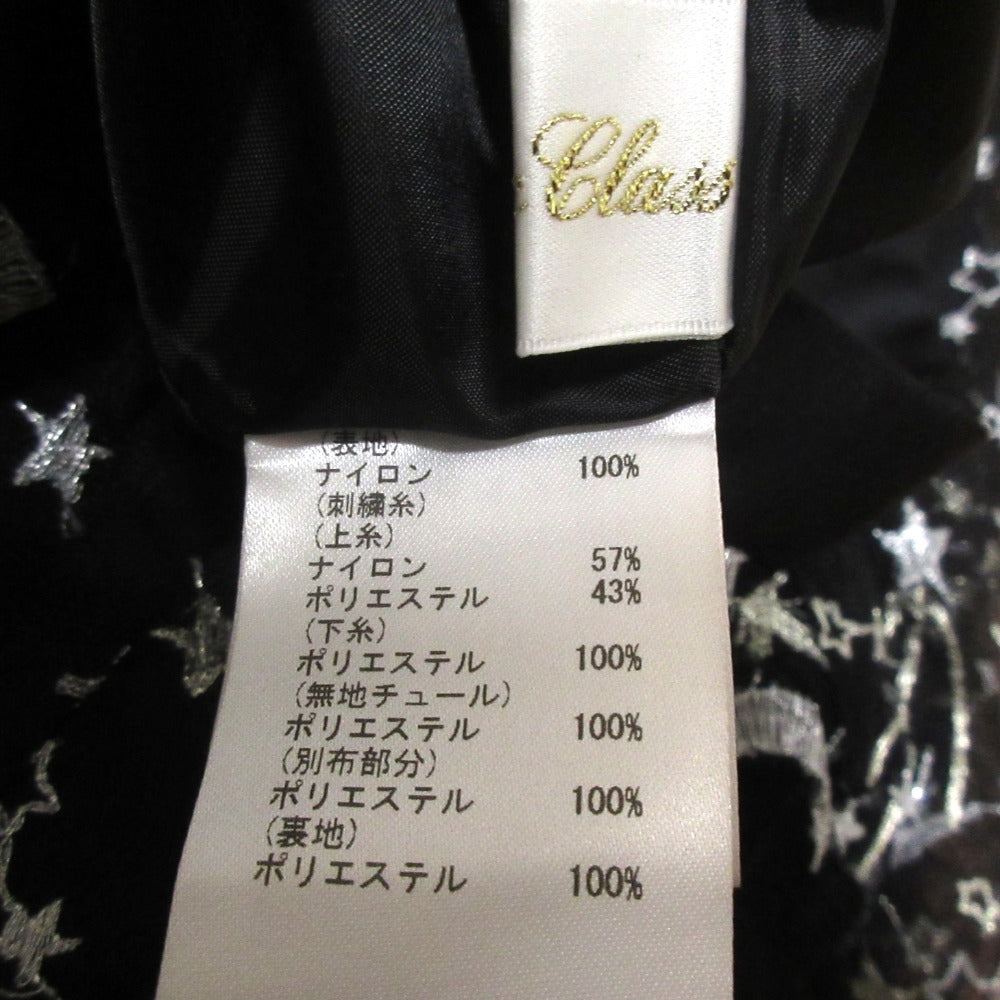 Class
(表地)
ナイロン 100%
(刺繍糸)
(上糸)
ナイロン 57%
ポリエステル 43%
(下糸)
ポリエステル 100%
(無地チュール)
ポリエステル 100%
(別布部分)
ポリエステル 100%
(裏地)
ポリエステル 100%